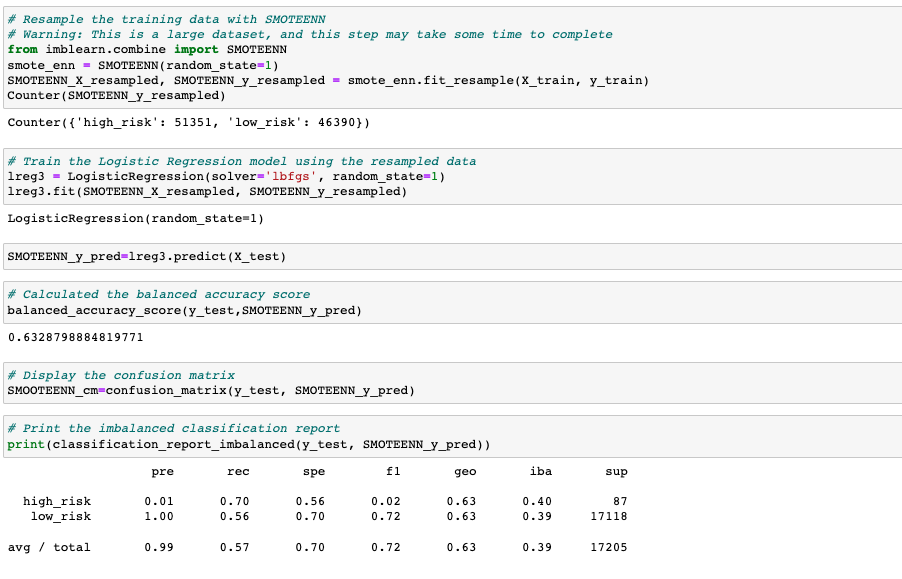 # Resample the training data with SMOTEENN
# Warning: This is a large dataset, and this step may take some time to complete
from imblearn.combine import SMOTEENN
smote_enn = SMOTEENN(random_state=1)
SMOTEENN_X_resampled, SMOTEENN_y_resampled = smote_enn.fit_resample(X_train, y_train)
Counter(SMOTEENN_y_resampled)
Counter({'high_risk': 51351, 'low_risk': 46390})
# Train the Logistic Regression model using the resampled data
lreg3 = LogisticRegression(solver='lbfgs', random_state=1)
lreg3.fit(SMOTEENN_X_resampled, SMOTEENN_y_resampled)
LogisticRegression(random_state=1)
SMOTEENN_y_pred=lreg3.predict(X_test)
# Calculated the balanced accuracy score
balanced_accuracy_score(y_test,SMOTEENN_y_pred)
0.6328798884819771
# Display the confusion matrix
SMOOTEENN_cm=confusion_matrix(y_test, SMOTEENN_y_pred)
# Print the imbalanced classification report
print(classification_report_imbalanced(y_test, SMOTEENN_y_pred))
pre rec spe f1 geo iba sup
high_risk 0.01 0.70 0.56 0.02 0.63 0.40 87
low_risk 1.00 0.56 0.70 0.72 0.63 0.39 17118
avg / total 0.99 0.57 0.70 0.72 0.63 0.39 17205